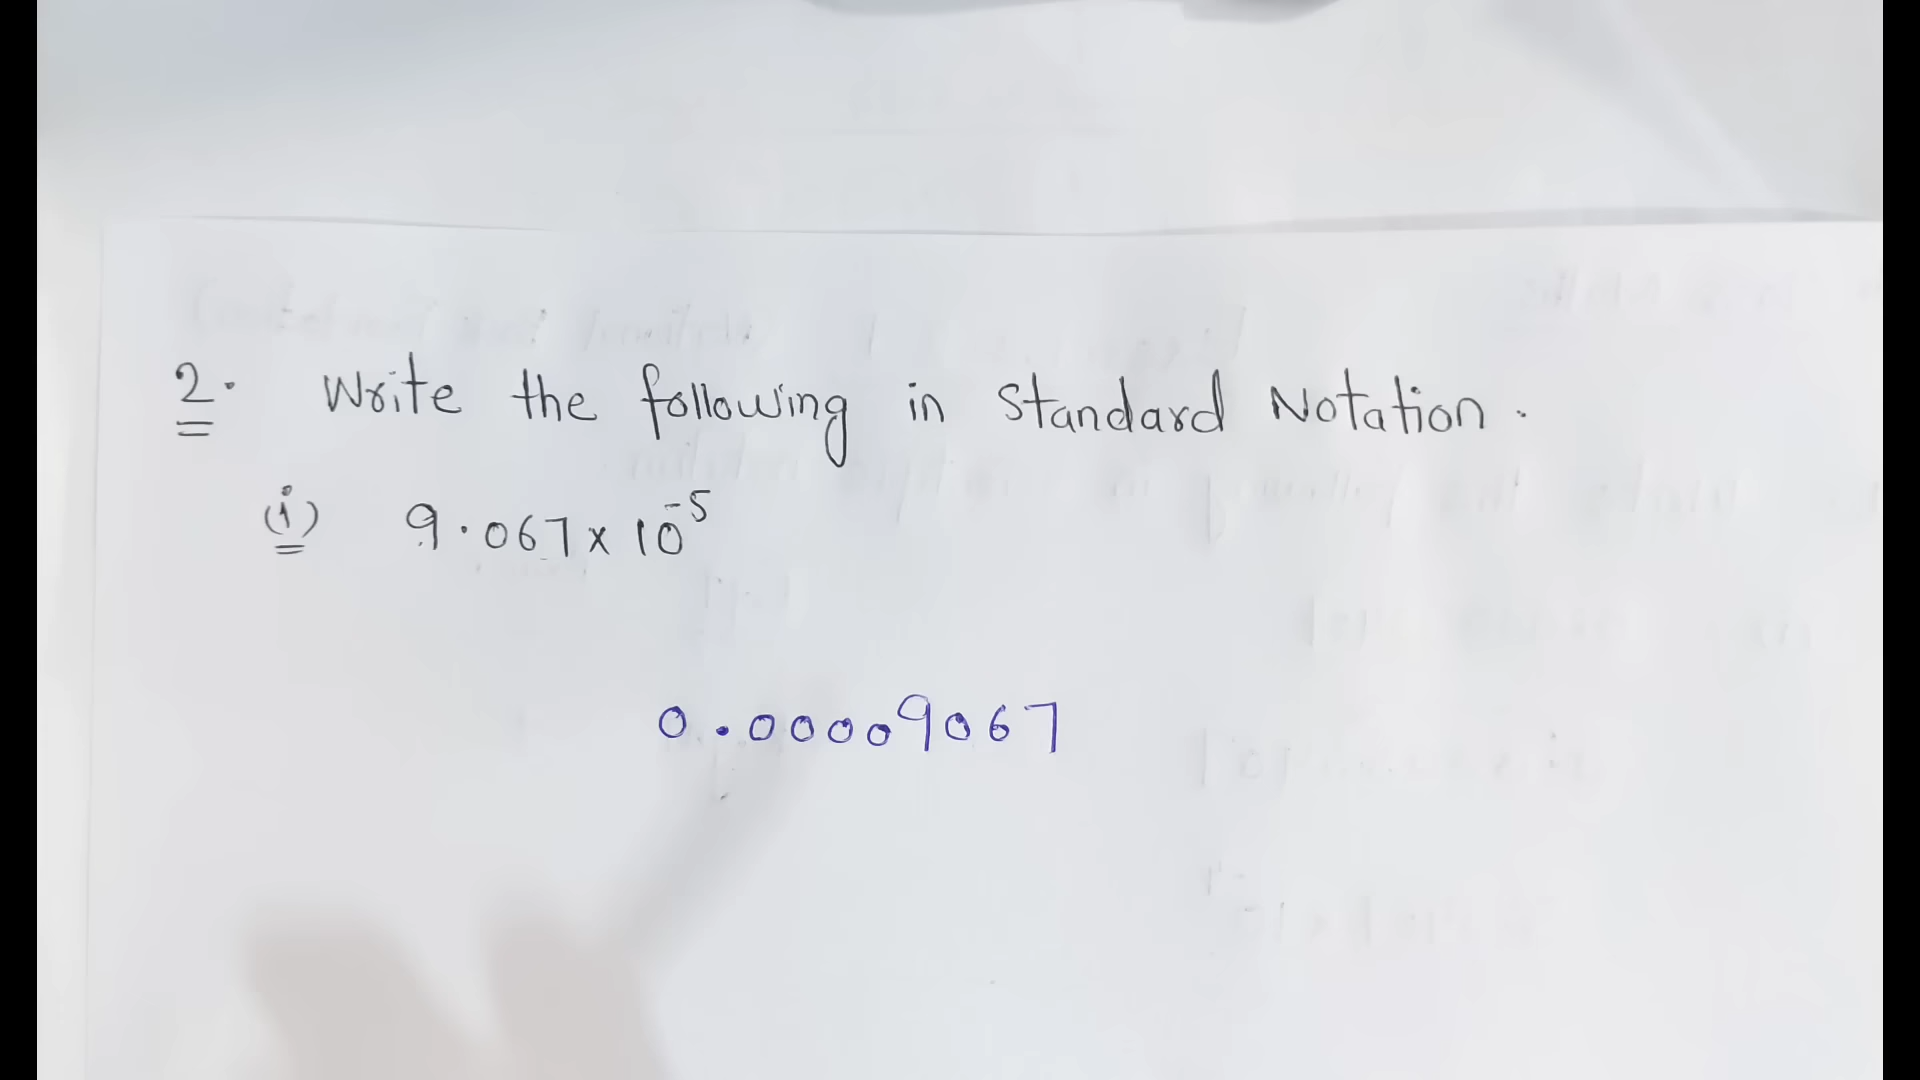 2. Write the following in Standard Notation.
(i) 9.067 x 10⁻⁵
0.00009067